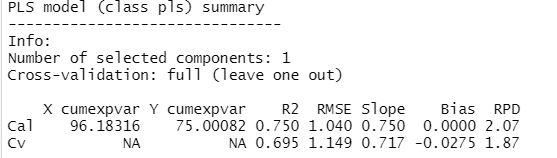 PLS model (class pls) summary
-------------------------------
Info:
Number of selected components: 1
Cross-validation: full (leave one out)
X cumexpvar Y cumexpvar R2 RMSE Slope Bias RPD
Cal 96.18316 75.00082 0.750 1.040 0.750 0.0000 2.07
Cv NA NA 0.695 1.149 0.717 -0.0275 1.87